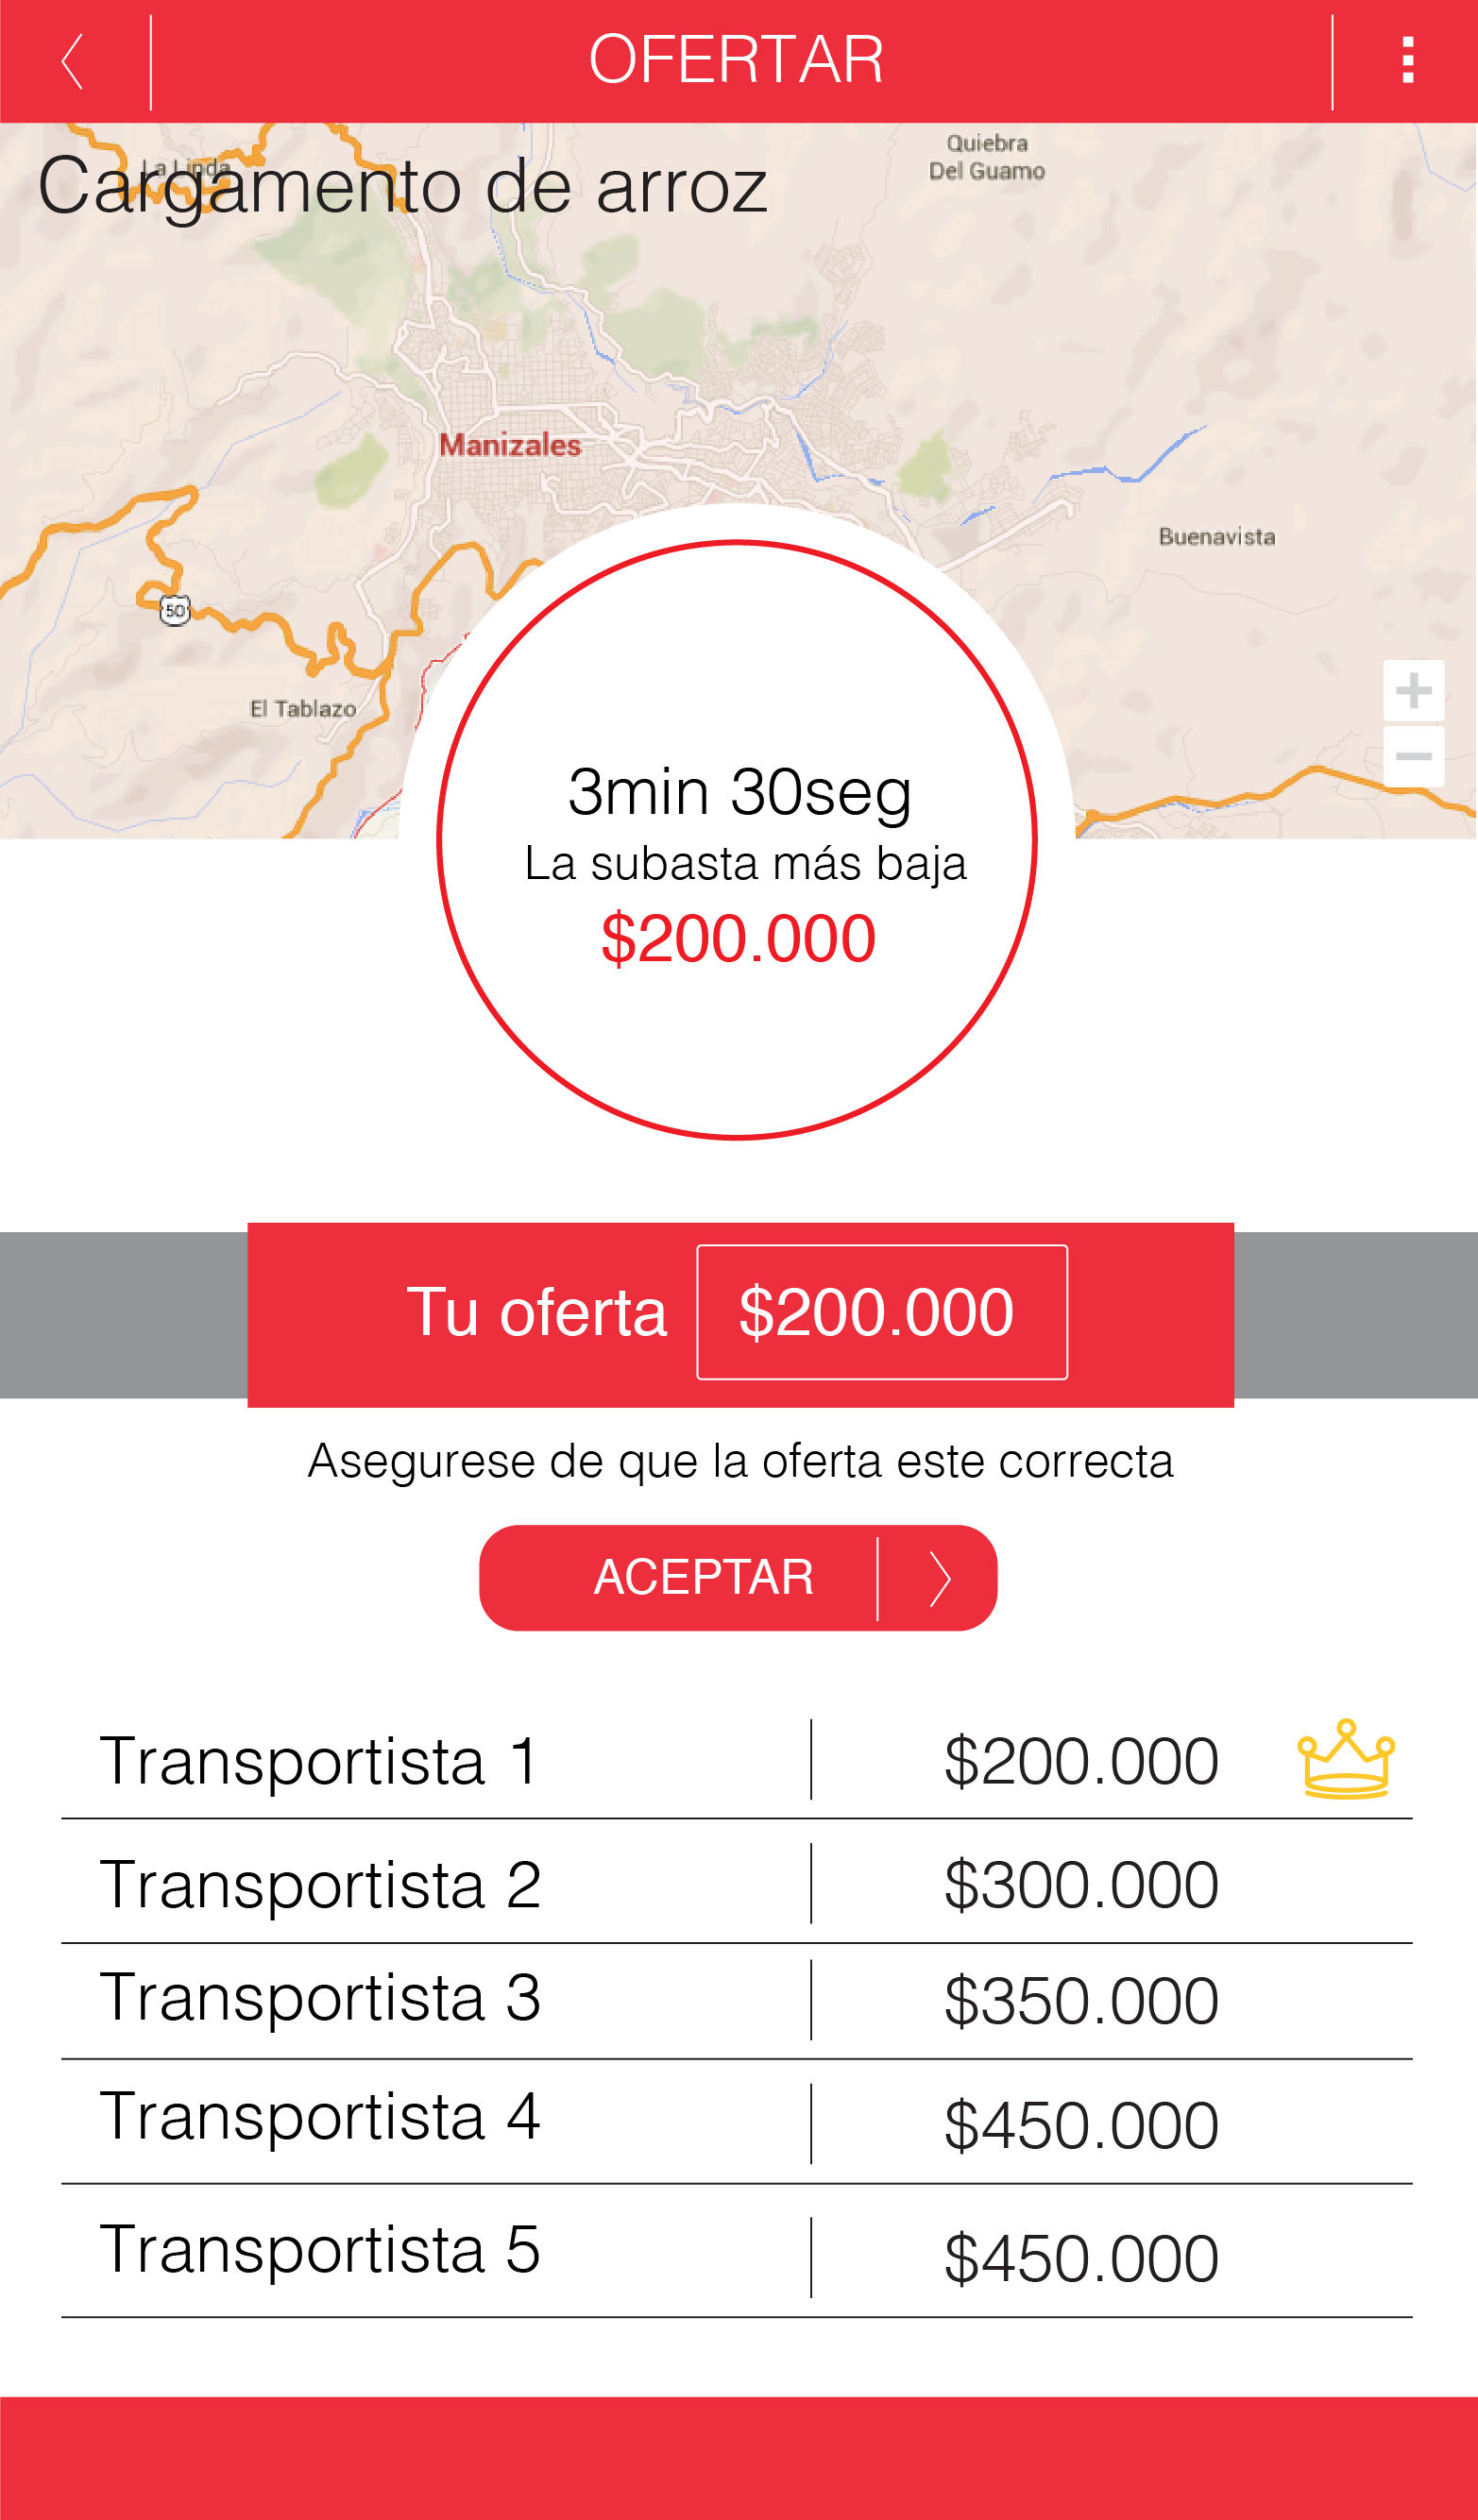 OFERTAR
Quiebra
Del Guamo
La Linda
Cargamento de arroz
Manizales
Buenavista
50
El Tablazo
3min 30seg
La subasta más baja
$200.000
Tu oferta $200.000
Asegurese de que la oferta este correcta
ACEPTAR
Transportista 1 $200.000
Transportista 2 $300.000
Transportista 3 $350.000
Transportista 4 $450.000
Transportista 5 $450.000